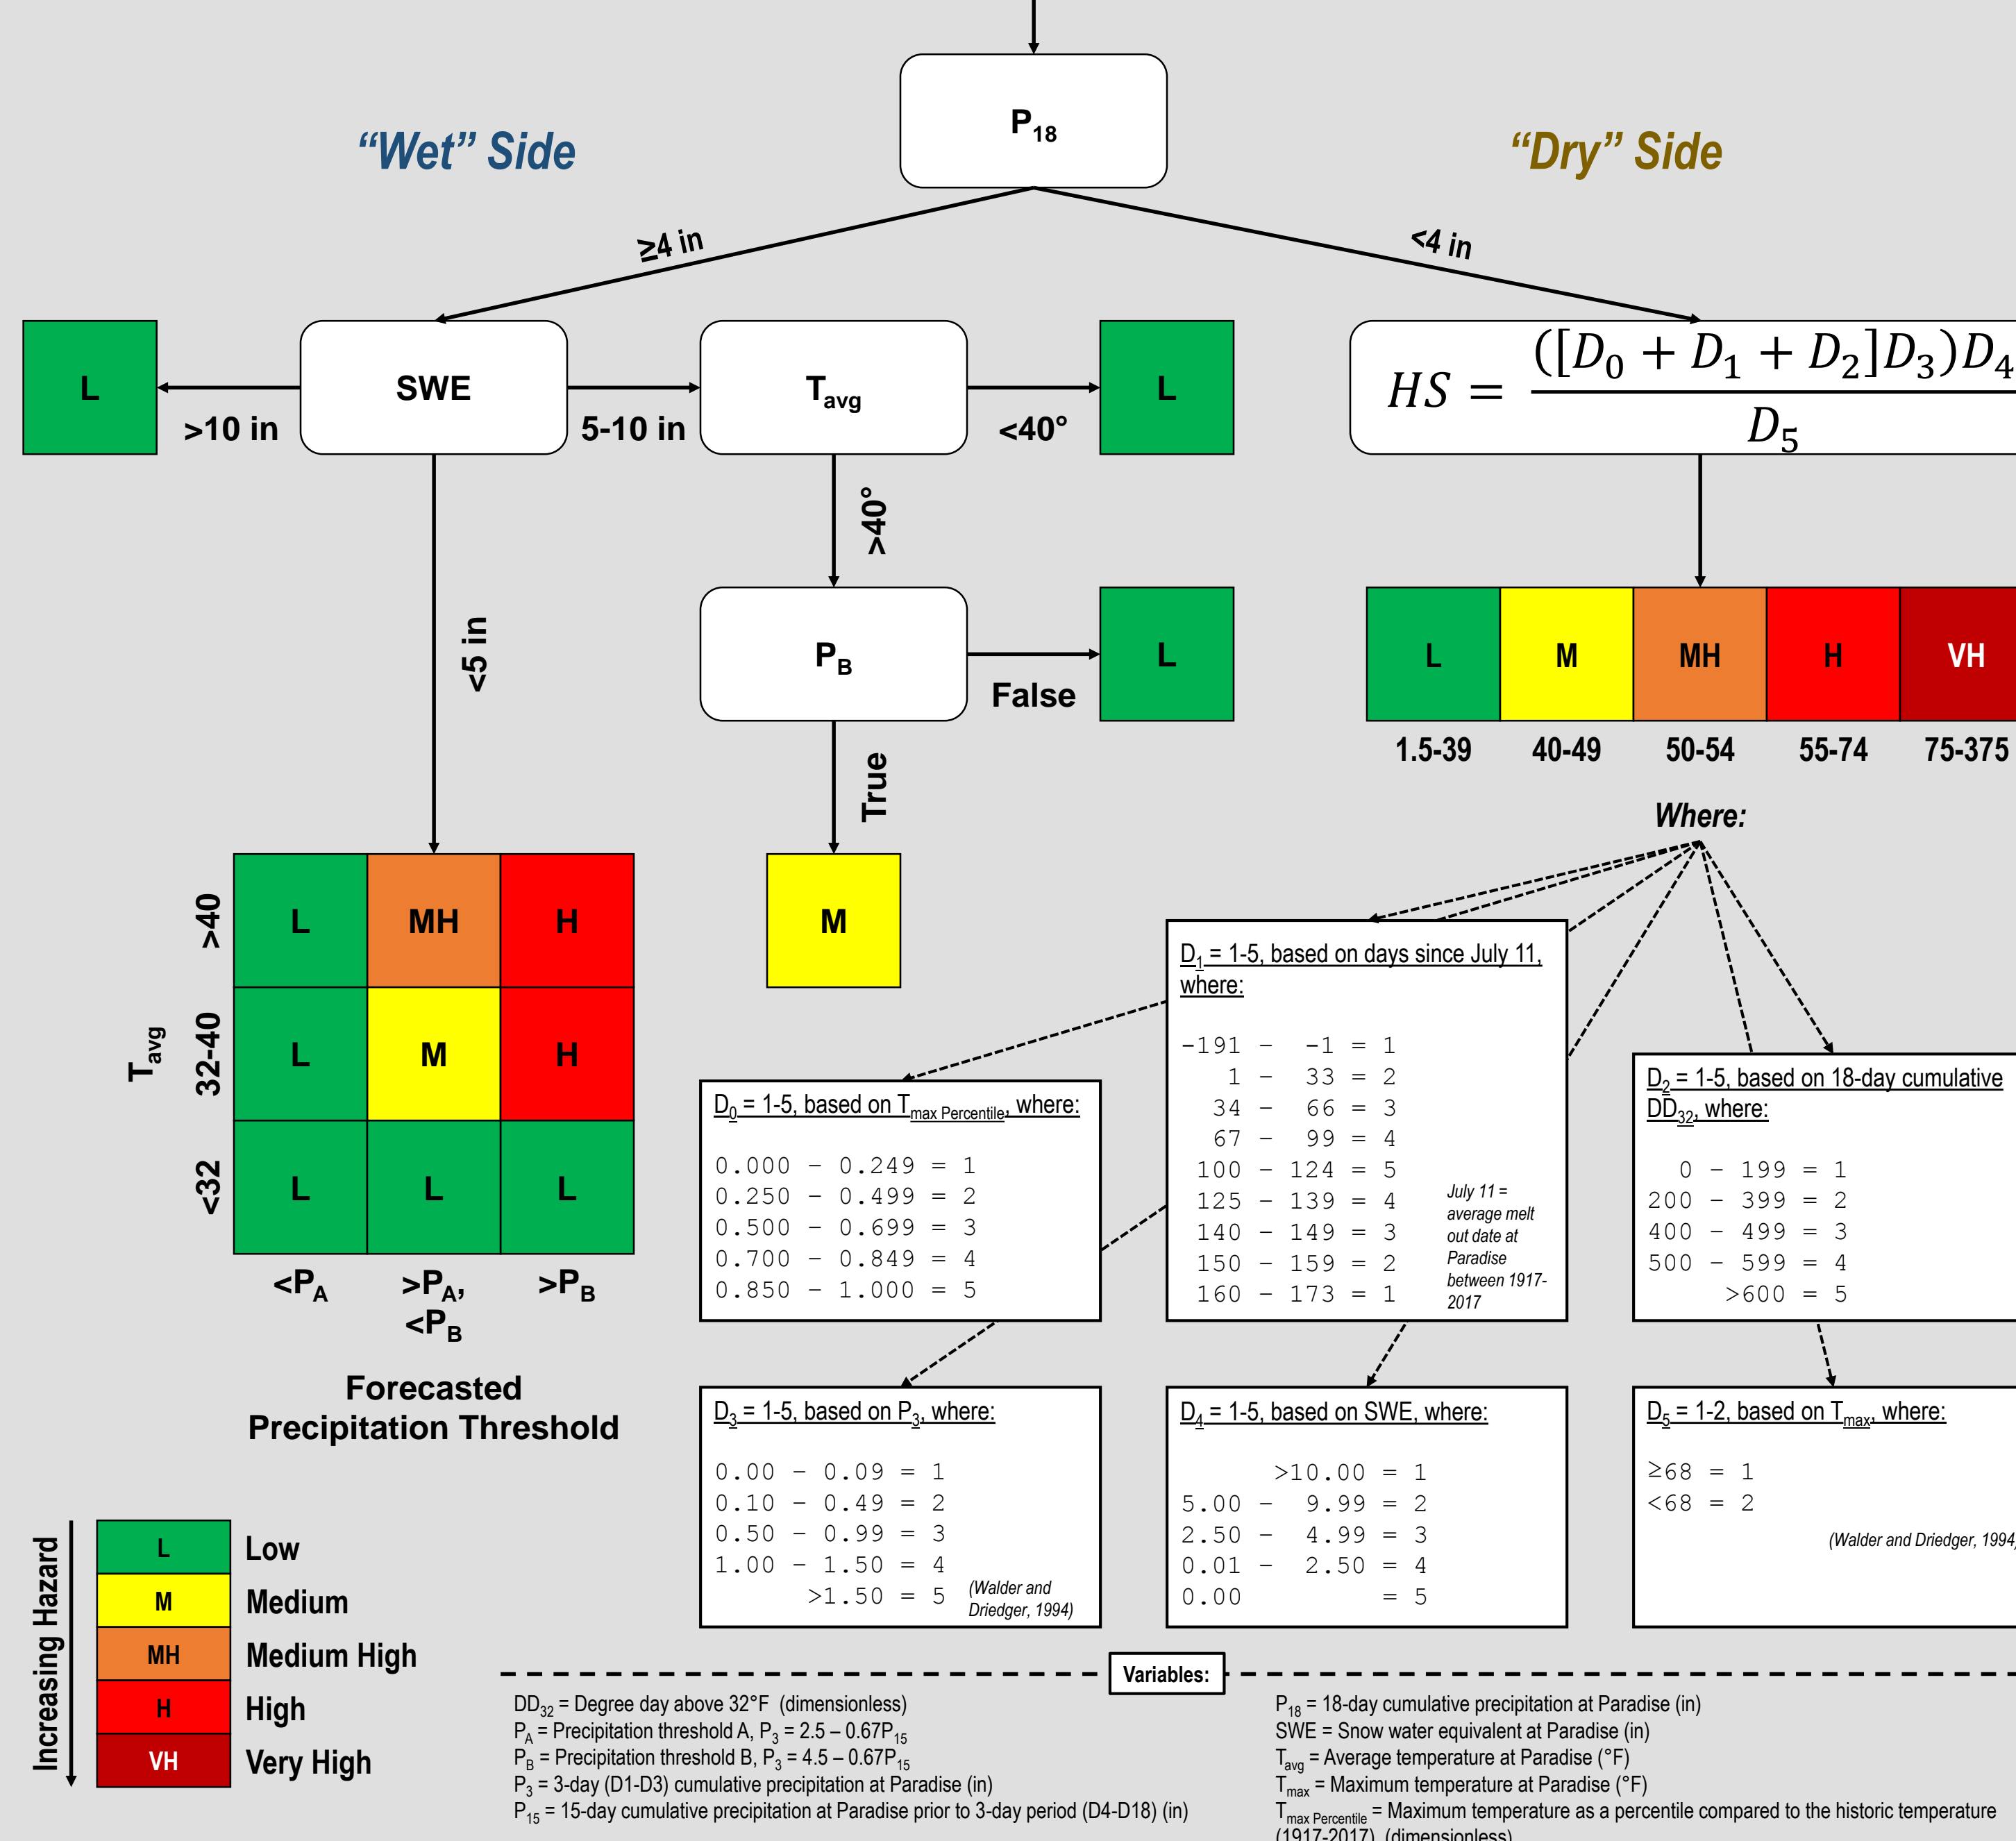 P18
“Wet” Side
“Dry” Side
≥4 in
<4 in
L
>10 in
SWE
5-10 in
Tavg
<40°
L
HS = ([D0 + D1 + D2]D3)D4
D5
>40°
<5 in
PB
False
L
True
M
L
M
MH
H
VH
1.5-39
40-49
50-54
55-74
75-375
Where:
Tavg
>40
L
MH
H
32-40
L
M
H
<32
L
L
L
<PA
>PA,
<PB
>PB
Forecasted
Precipitation Threshold
D0 = 1-5, based on Tmax Percentile, where:
0.000 – 0.249 = 1
0.250 – 0.499 = 2
0.500 – 0.699 = 3
0.700 – 0.849 = 4
0.850 – 1.000 = 5
D1 = 1-5, based on days since July 11,
where:
-191 – -1 = 1
1 – 33 = 2
34 – 66 = 3
67 – 99 = 4
100 – 124 = 5
125 – 139 = 4
140 – 149 = 3
150 – 159 = 2
160 – 173 = 1
July 11 =
average melt
out date at
Paradise
between 1917-
2017
D2 = 1-5, based on 18-day cumulative
DD32, where:
0 – 199 = 1
200 – 399 = 2
400 – 499 = 3
500 – 599 = 4
>600 = 5
D3 = 1-5, based on P3, where:
0.00 – 0.09 = 1
0.10 – 0.49 = 2
0.50 – 0.99 = 3
1.00 – 1.50 = 4
>1.50 = 5
(Walder and
Driedger, 1994)
D4 = 1-5, based on SWE, where:
>10.00 = 1
5.00 – 9.99 = 2
2.50 – 4.99 = 3
0.01 – 2.50 = 4
0.00 = 5
D5 = 1-2, based on Tmax, where:
≥68 = 1
<68 = 2
(Walder and Driedger, 1994)
Increasing Hazard
L Low
M Medium
MH Medium High
H High
VH Very High
Variables:
DD32 = Degree day above 32°F (dimensionless)
PA = Precipitation threshold A, P3 = 2.5 – 0.67P15
PB = Precipitation threshold B, P3 = 4.5 – 0.67P15
P3 = 3-day (D1-D3) cumulative precipitation at Paradise (in)
P15 = 15-day cumulative precipitation at Paradise prior to 3-day period (D4-D18) (in)
P18 = 18-day cumulative precipitation at Paradise (in)
SWE = Snow water equivalent at Paradise (in)
Tavg = Average temperature at Paradise (°F)
Tmax = Maximum temperature at Paradise (°F)
Tmax Percentile = Maximum temperature as a percentile compared to the historic temperature
(1917-2017) (dimensionless)